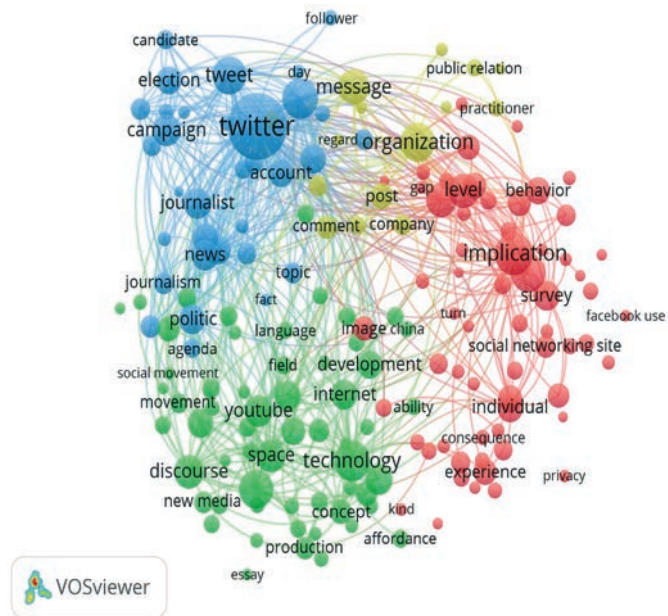 follower
candidate
election
tweet
day
message
public relation
campaign
twitter
practitioner
regard
organization
account
gap
level
behavior
journalist
post
comment
company
news
implication
journalism
topic
survey
fact
turn
facebook use
politic
language
image
china
agenda
social networking site
social movement
field
development
movement
youtube
internet
ability
individual
consequence
discourse
space
technology
experience
privacy
new media
concept
kind
production
affordance
essay
VOSviewer